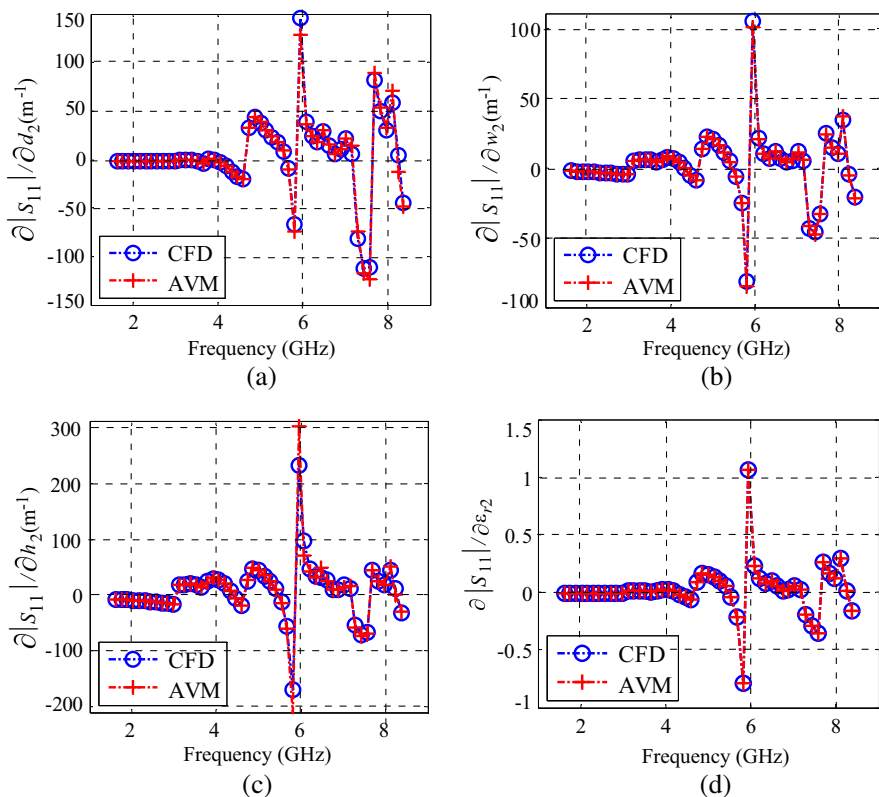 150
100
50
0
-50
-100
-150
∂|S₁₁|/∂d₂(m⁻¹)
CFD
AVM
2 4 6 8
Frequency (GHz)
(a)
100
50
0
-50
-100
∂|S₁₁|/∂w₂(m⁻¹)
CFD
AVM
2 4 6 8
Frequency (GHz)
(b)
300
200
100
0
-100
-200
∂|S₁₁|/∂h₂(m⁻¹)
CFD
AVM
2 4 6 8
Frequency (GHz)
(c)
1.5
1
0.5
0
-0.5
-1
∂|S₁₁|/∂εᵣ₂
CFD
AVM
2 4 6 8
Frequency (GHz)
(d)